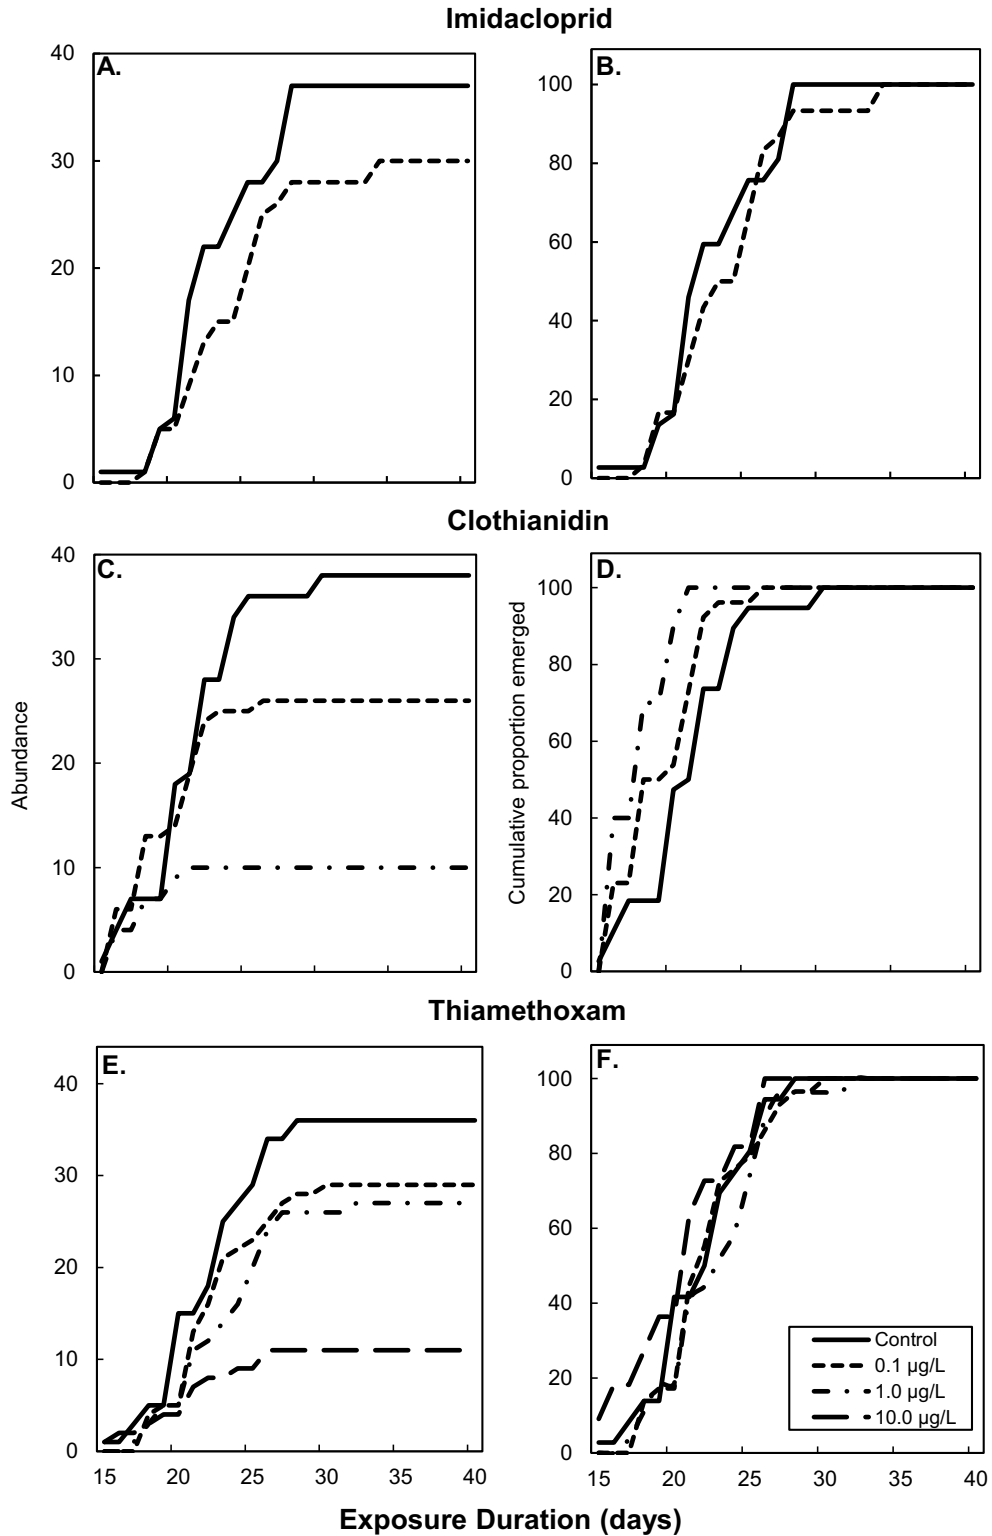 Imidacloprid
A.
B.
40
30
20
10
0
100
80
60
40
20
0
Clothianidin
C.
D.
40
30
20
10
0
Abundance
100
80
60
40
20
0
Cumulative proportion emerged
Thiamethoxam
E.
F.
40
30
20
10
0
15 20 25 30 35 40
100
80
60
40
20
0
15 20 25 30 35 40
Control
0.1 µg/L
1.0 µg/L
10.0 µg/L
Exposure Duration (days)